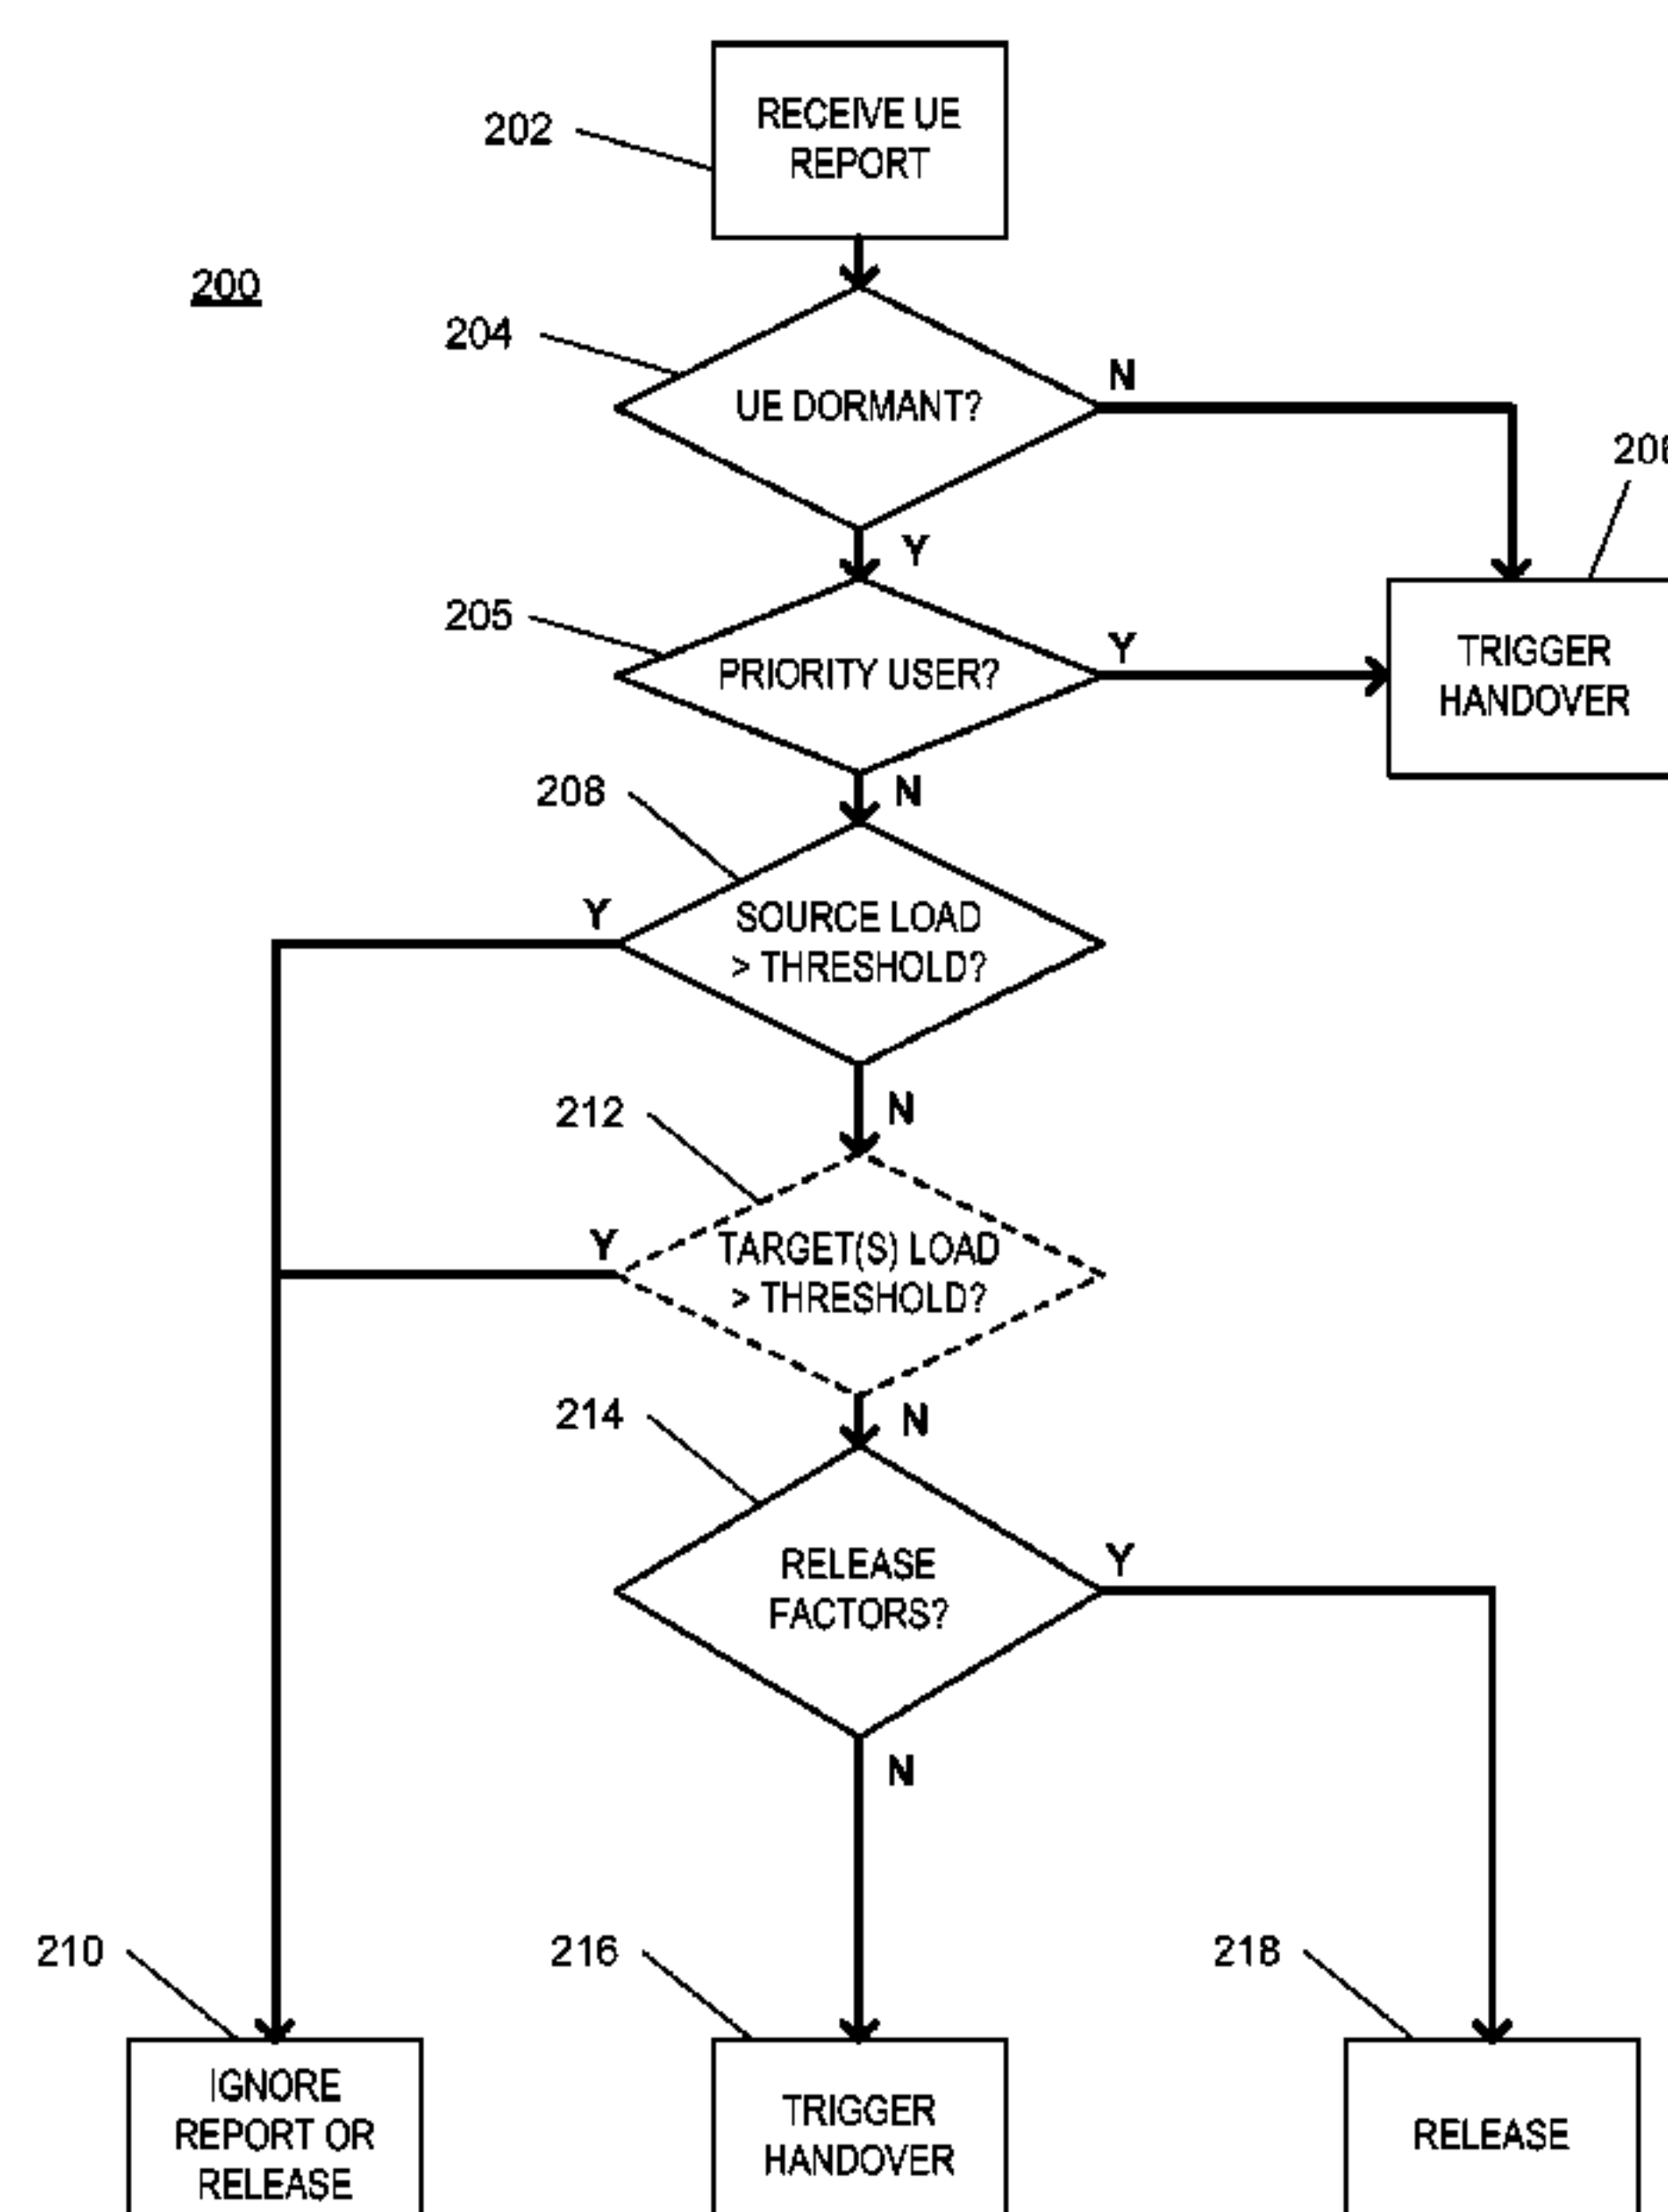 202
RECEIVE UE
REPORT
200
204
UE DORMANT?
N
Y
205
PRIORITY USER?
Y
TRIGGER
HANDOVER
N
208
Y
SOURCE LOAD
> THRESHOLD?
N
212
Y
TARGET(S) LOAD
> THRESHOLD?
N
214
RELEASE
FACTORS?
Y
N
210
216
218
IGNORE
REPORT OR
RELEASE
TRIGGER
HANDOVER
RELEASE